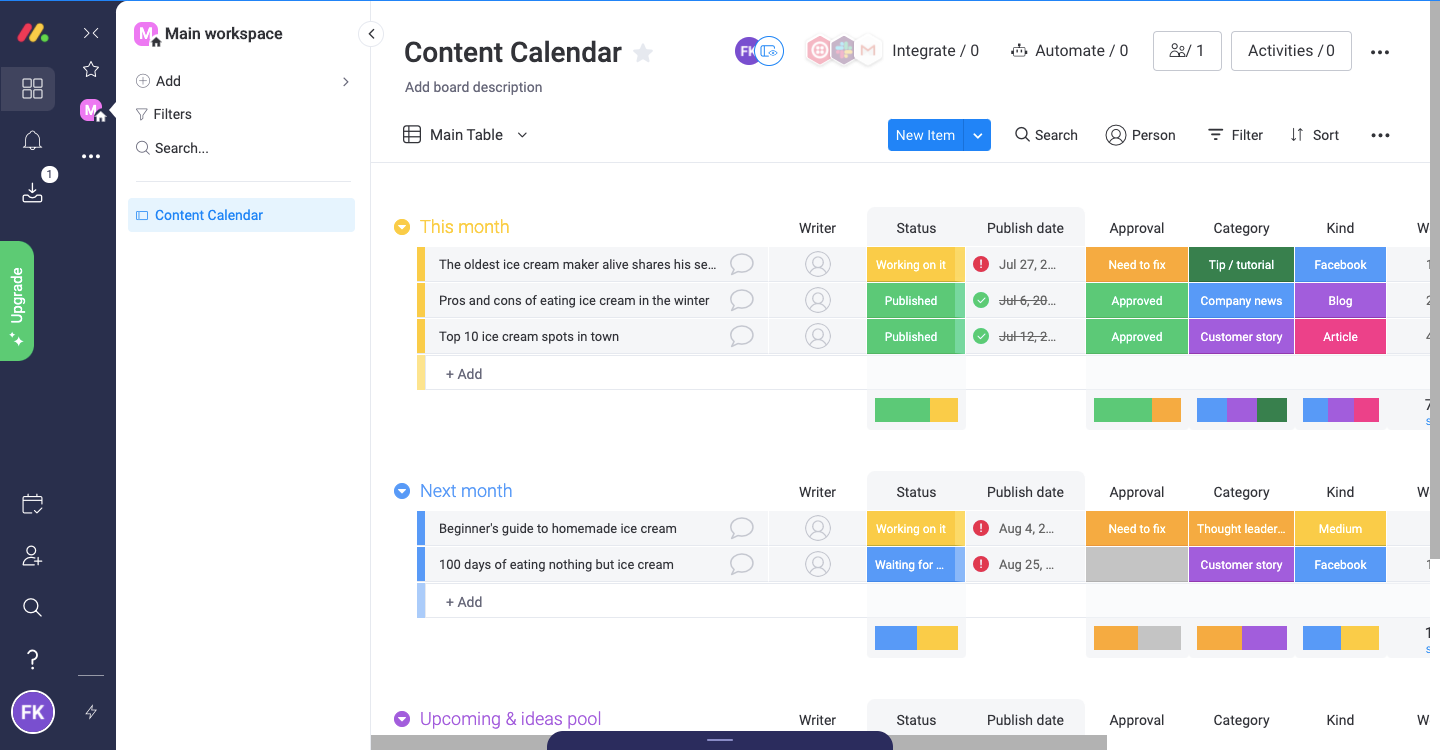 M Main workspace
Add
Filters
Search...
Content Calendar
M
1
Upgrade
FK
Content Calendar
Add board description
FK
M
Integrate / 0
Automate / 0
/ 1
Activities / 0
Main Table
New Item
Search
Person
Filter
Sort
This month Writer Status Publish date Approval Category Kind W
The oldest ice cream maker alive shares his se... Working on it Jul 27, 2... Need to fix Tip / tutorial Facebook
Pros and cons of eating ice cream in the winter Published Jul 6, 20... Approved Company news Blog
Top 10 ice cream spots in town Published Jul 12, 2... Approved Customer story Article
+ Add
Next month Writer Status Publish date Approval Category Kind W
Beginner's guide to homemade ice cream Working on it Aug 4, 2... Need to fix Thought leader... Medium
100 days of eating nothing but ice cream Waiting for ... Aug 25, ... Customer story Facebook
+ Add
Upcoming & ideas pool Writer Status Publish date Approval Category Kind W